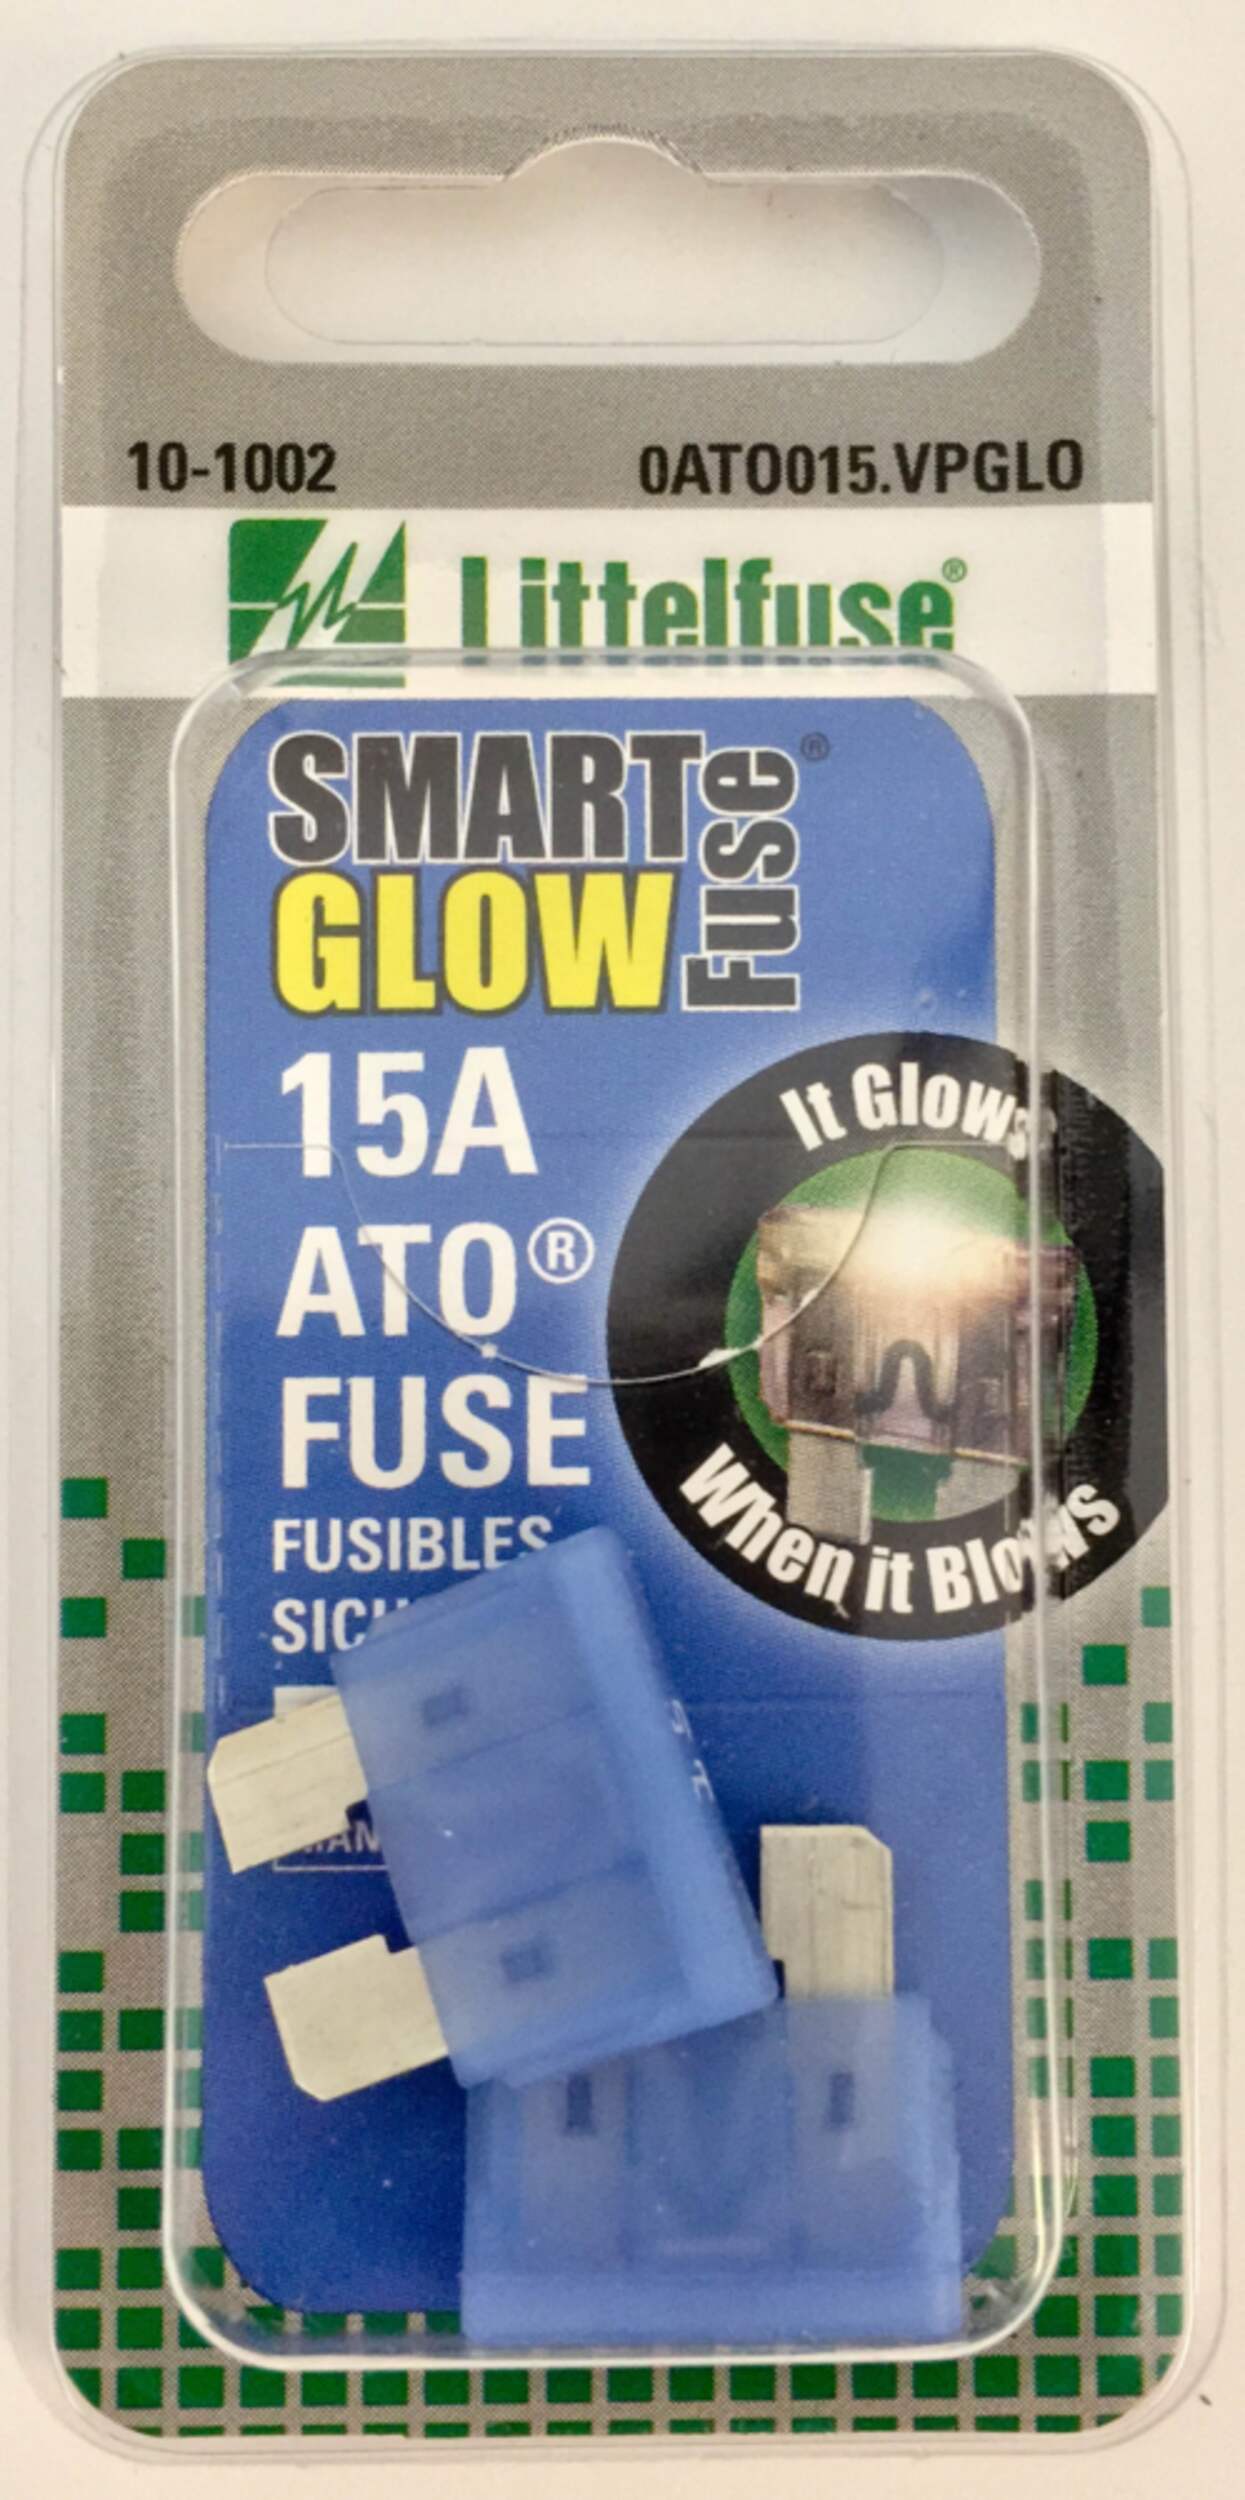 10-1002 0ATO015.VPGLO
Littelfuse®
SMART Fuse®
GLOW
15A
ATO®
FUSE
It Glows
When it Blows
FUSIBLES